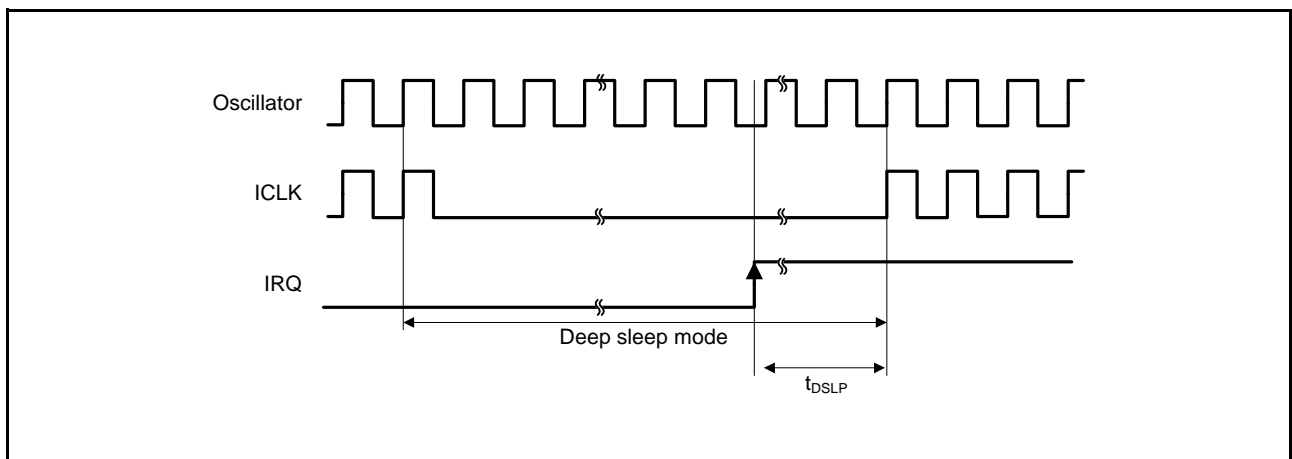 Oscillator
ICLK
IRQ
Deep sleep mode
tDSLP